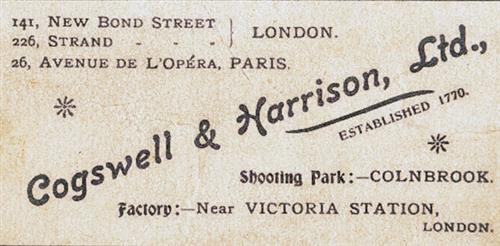 141, NEW BOND STREET
226, STRAND - - - } LONDON.
26, AVENUE DE L'OPÉRA, PARIS.
Cogswell & Harrison, Ltd.,
ESTABLISHED 1770.
Shooting Park:—COLNBROOK.
Factory:—Near VICTORIA STATION,
LONDON.